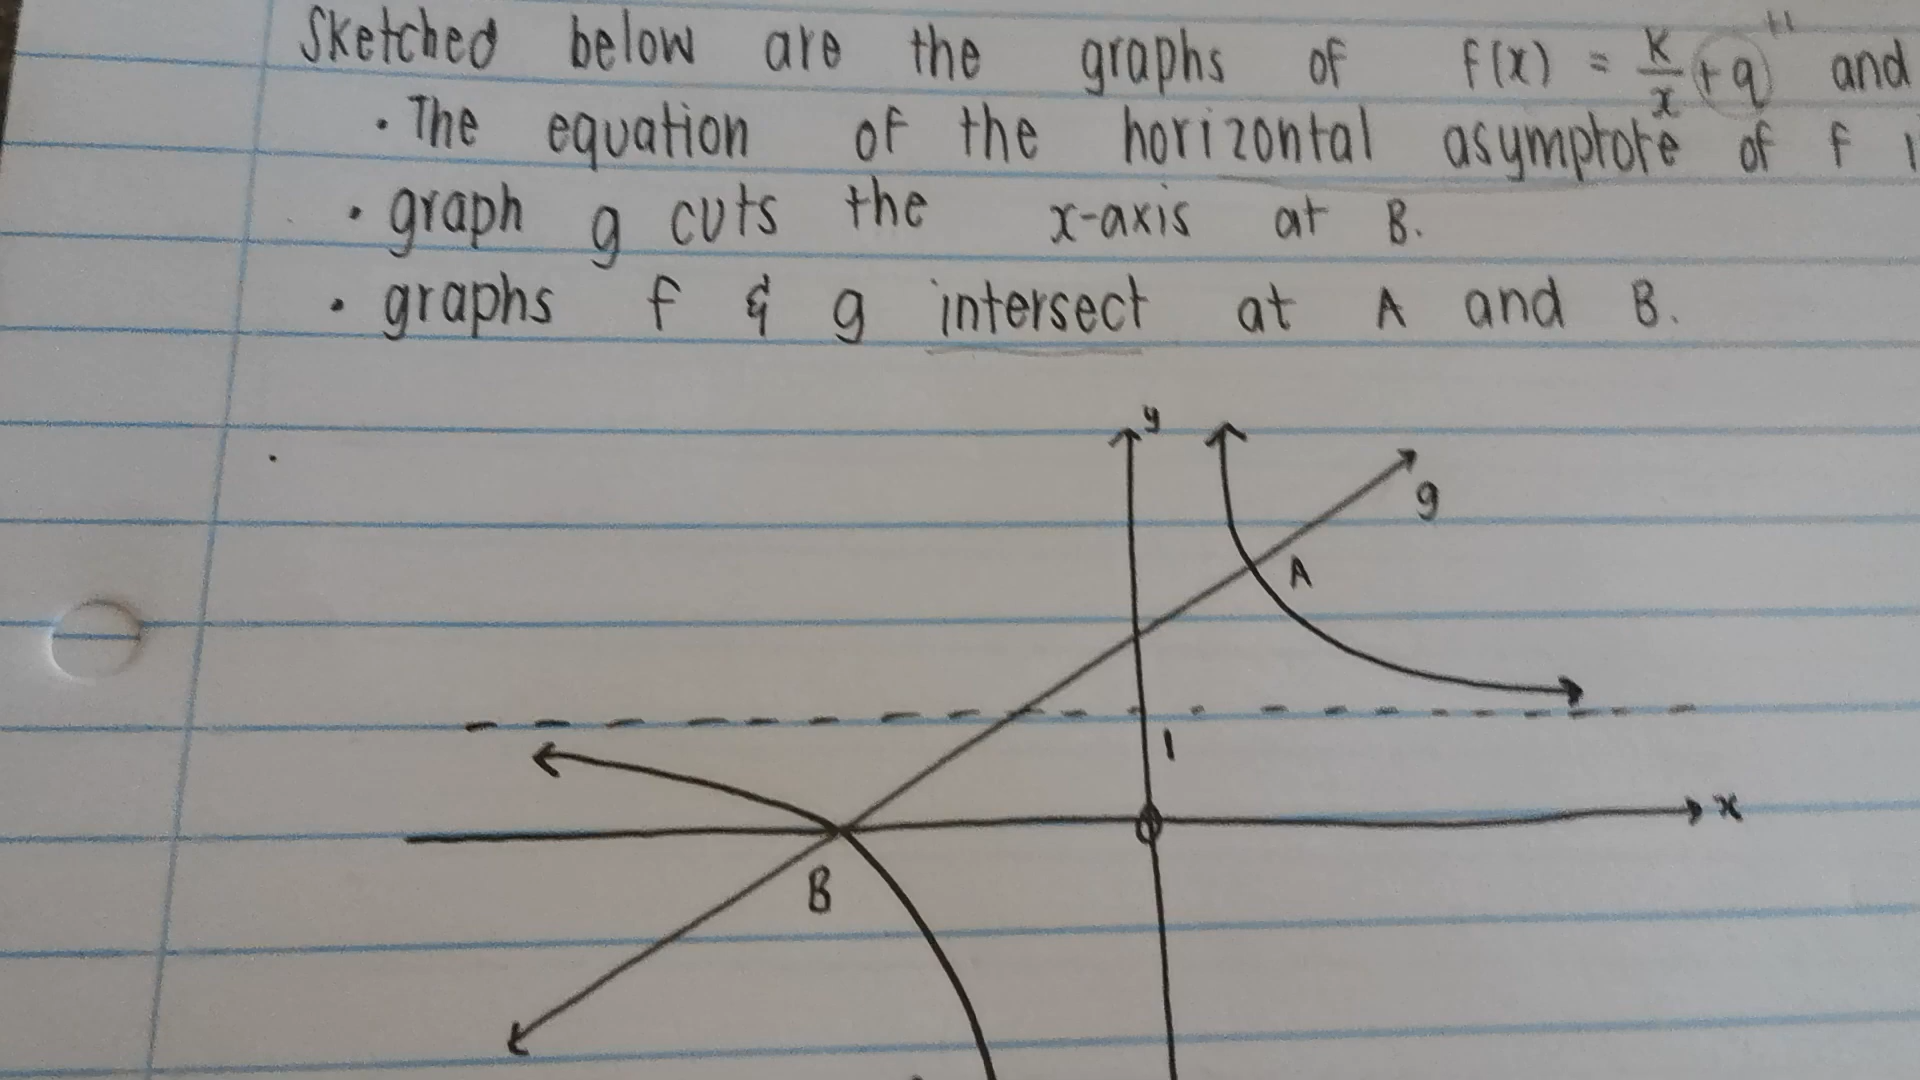 Sketched below are the graphs of f(x) = k/x + q and
• The equation of the horizontal asymptote of f
• graph g cuts the x-axis at B.
• graphs f & g intersect at A and B.
y
g
A
1
x
B